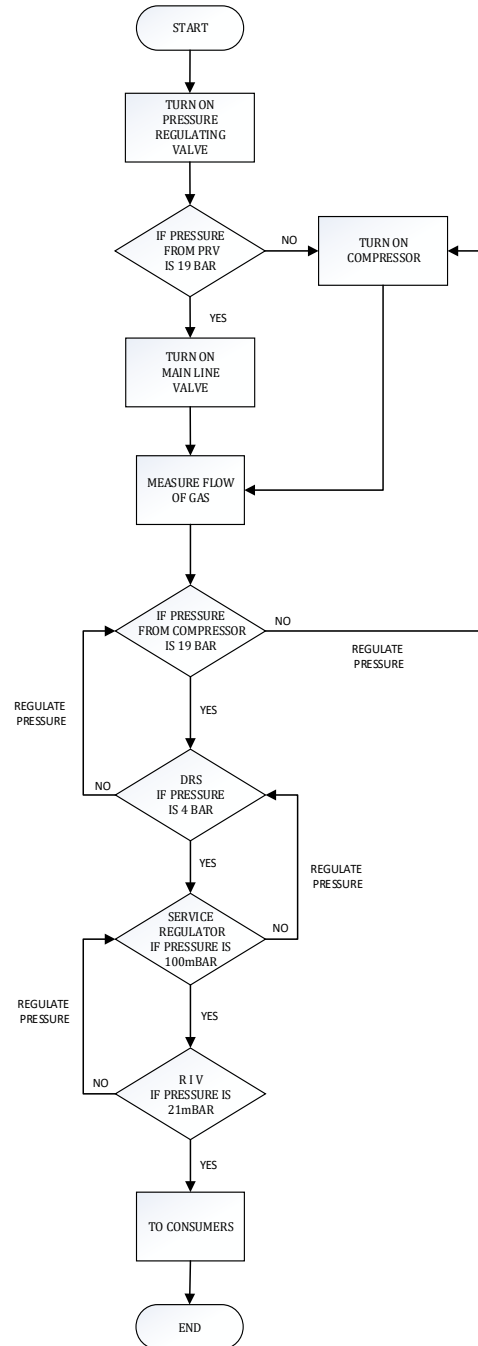 START
TURN ON
PRESSURE
REGULATING
VALVE
IF PRESSURE
FROM PRV
IS 19 BAR
NO
TURN ON
COMPRESSOR
YES
TURN ON
MAIN LINE
VALVE
MEASURE FLOW
OF GAS
IF PRESSURE
FROM COMPRESSOR
IS 19 BAR
NO
REGULATE
PRESSURE
YES
REGULATE
PRESSURE
DRS
IF PRESSURE
IS 4 BAR
NO
YES
REGULATE
PRESSURE
SERVICE
REGULATOR
IF PRESSURE IS
100mBAR
NO
YES
REGULATE
PRESSURE
R I V
IF PRESSURE IS
21mBAR
NO
YES
TO CONSUMERS
END